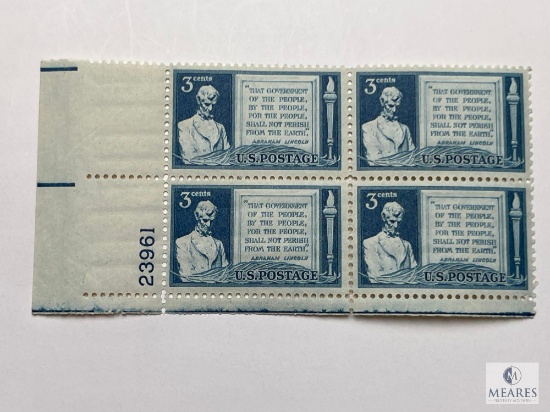 3 cents
"THAT GOVERNMENT
OF THE PEOPLE,
BY THE PEOPLE,
FOR THE PEOPLE,
SHALL NOT PERISH
FROM THE EARTH."
ABRAHAM LINCOLN
U.S. POSTAGE
3 cents
"THAT GOVERNMENT
OF THE PEOPLE,
BY THE PEOPLE,
FOR THE PEOPLE,
SHALL NOT PERISH
FROM THE EARTH."
ABRAHAM LINCOLN
U.S. POSTAGE
3 cents
"THAT GOVERNMENT
OF THE PEOPLE,
BY THE PEOPLE,
FOR THE PEOPLE,
SHALL NOT PERISH
FROM THE EARTH."
ABRAHAM LINCOLN
U.S. POSTAGE
3 cents
"THAT GOVERNMENT
OF THE PEOPLE,
BY THE PEOPLE,
FOR THE PEOPLE,
SHALL NOT PERISH
FROM THE EARTH."
ABRAHAM LINCOLN
U.S. POSTAGE
23961
MEARES